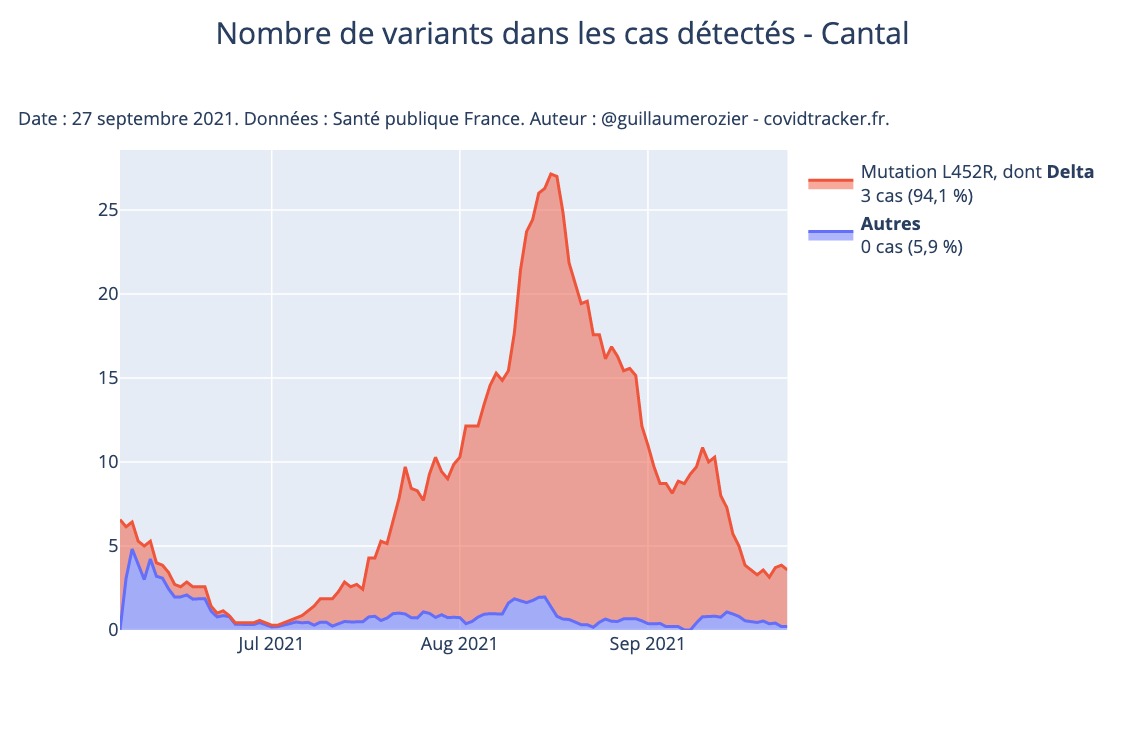 Nombre de variants dans les cas détectés - Cantal
Date : 27 septembre 2021. Données : Santé publique France. Auteur : @guillaumerozier - covidtracker.fr.
Mutation L452R, dont Delta
3 cas (94,1 %)
Autres
0 cas (5,9 %)
25
20
15
10
5
0
Jul 2021
Aug 2021
Sep 2021